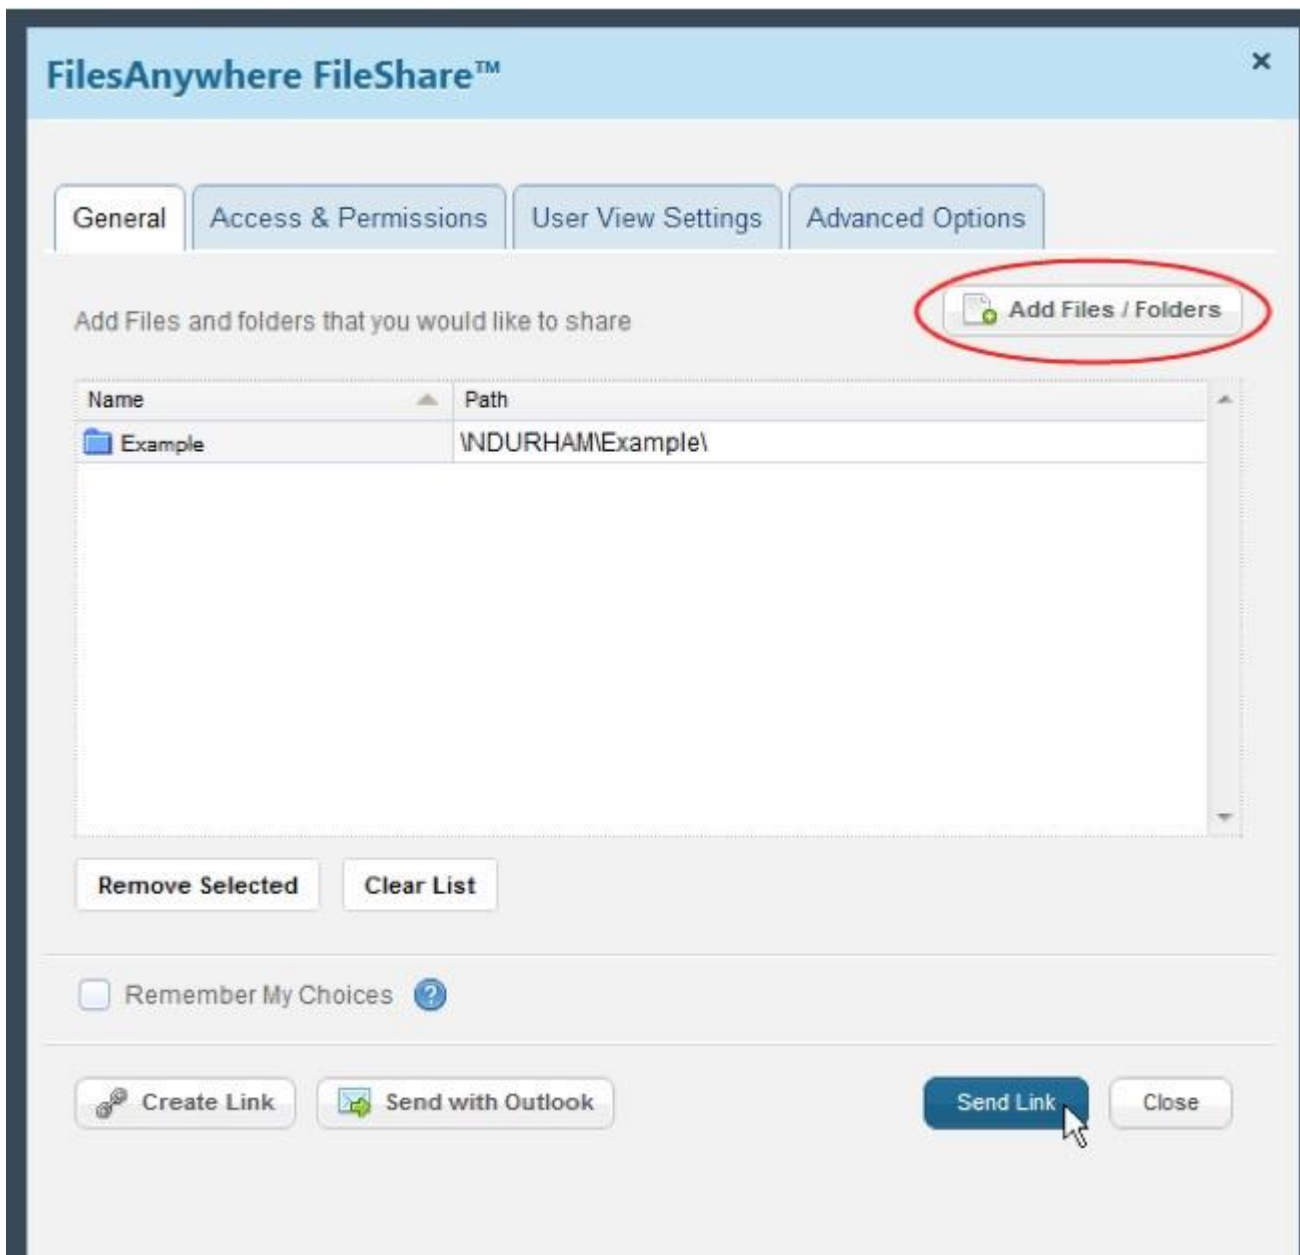 FilesAnywhere FileShare™
×
General Access & Permissions User View Settings Advanced Options
Add Files and folders that you would like to share
Add Files / Folders
Name Path
Example \NDURHAM\Example\
Remove Selected Clear List
Remember My Choices ?
Create Link Send with Outlook Send Link Close